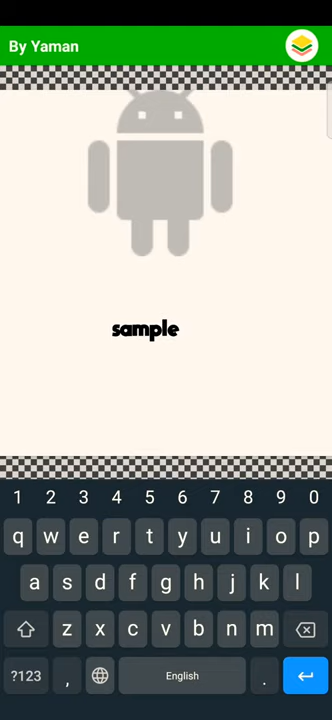 By Yaman
sample
1 2 3 4 5 6 7 8 9 0
q w e r t y u i o p
a s d f g h j k l
z x c v b n m
?123 , English .